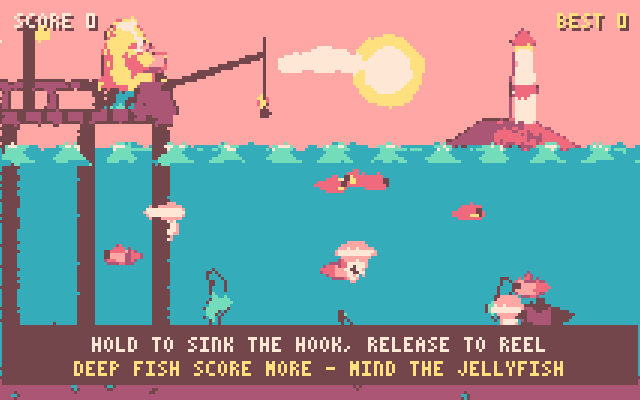 SCORE 0
BEST 0
HOLD TO SINK THE HOOK, RELEASE TO REEL
DEEP FISH SCORE MORE - MIND THE JELLYFISH